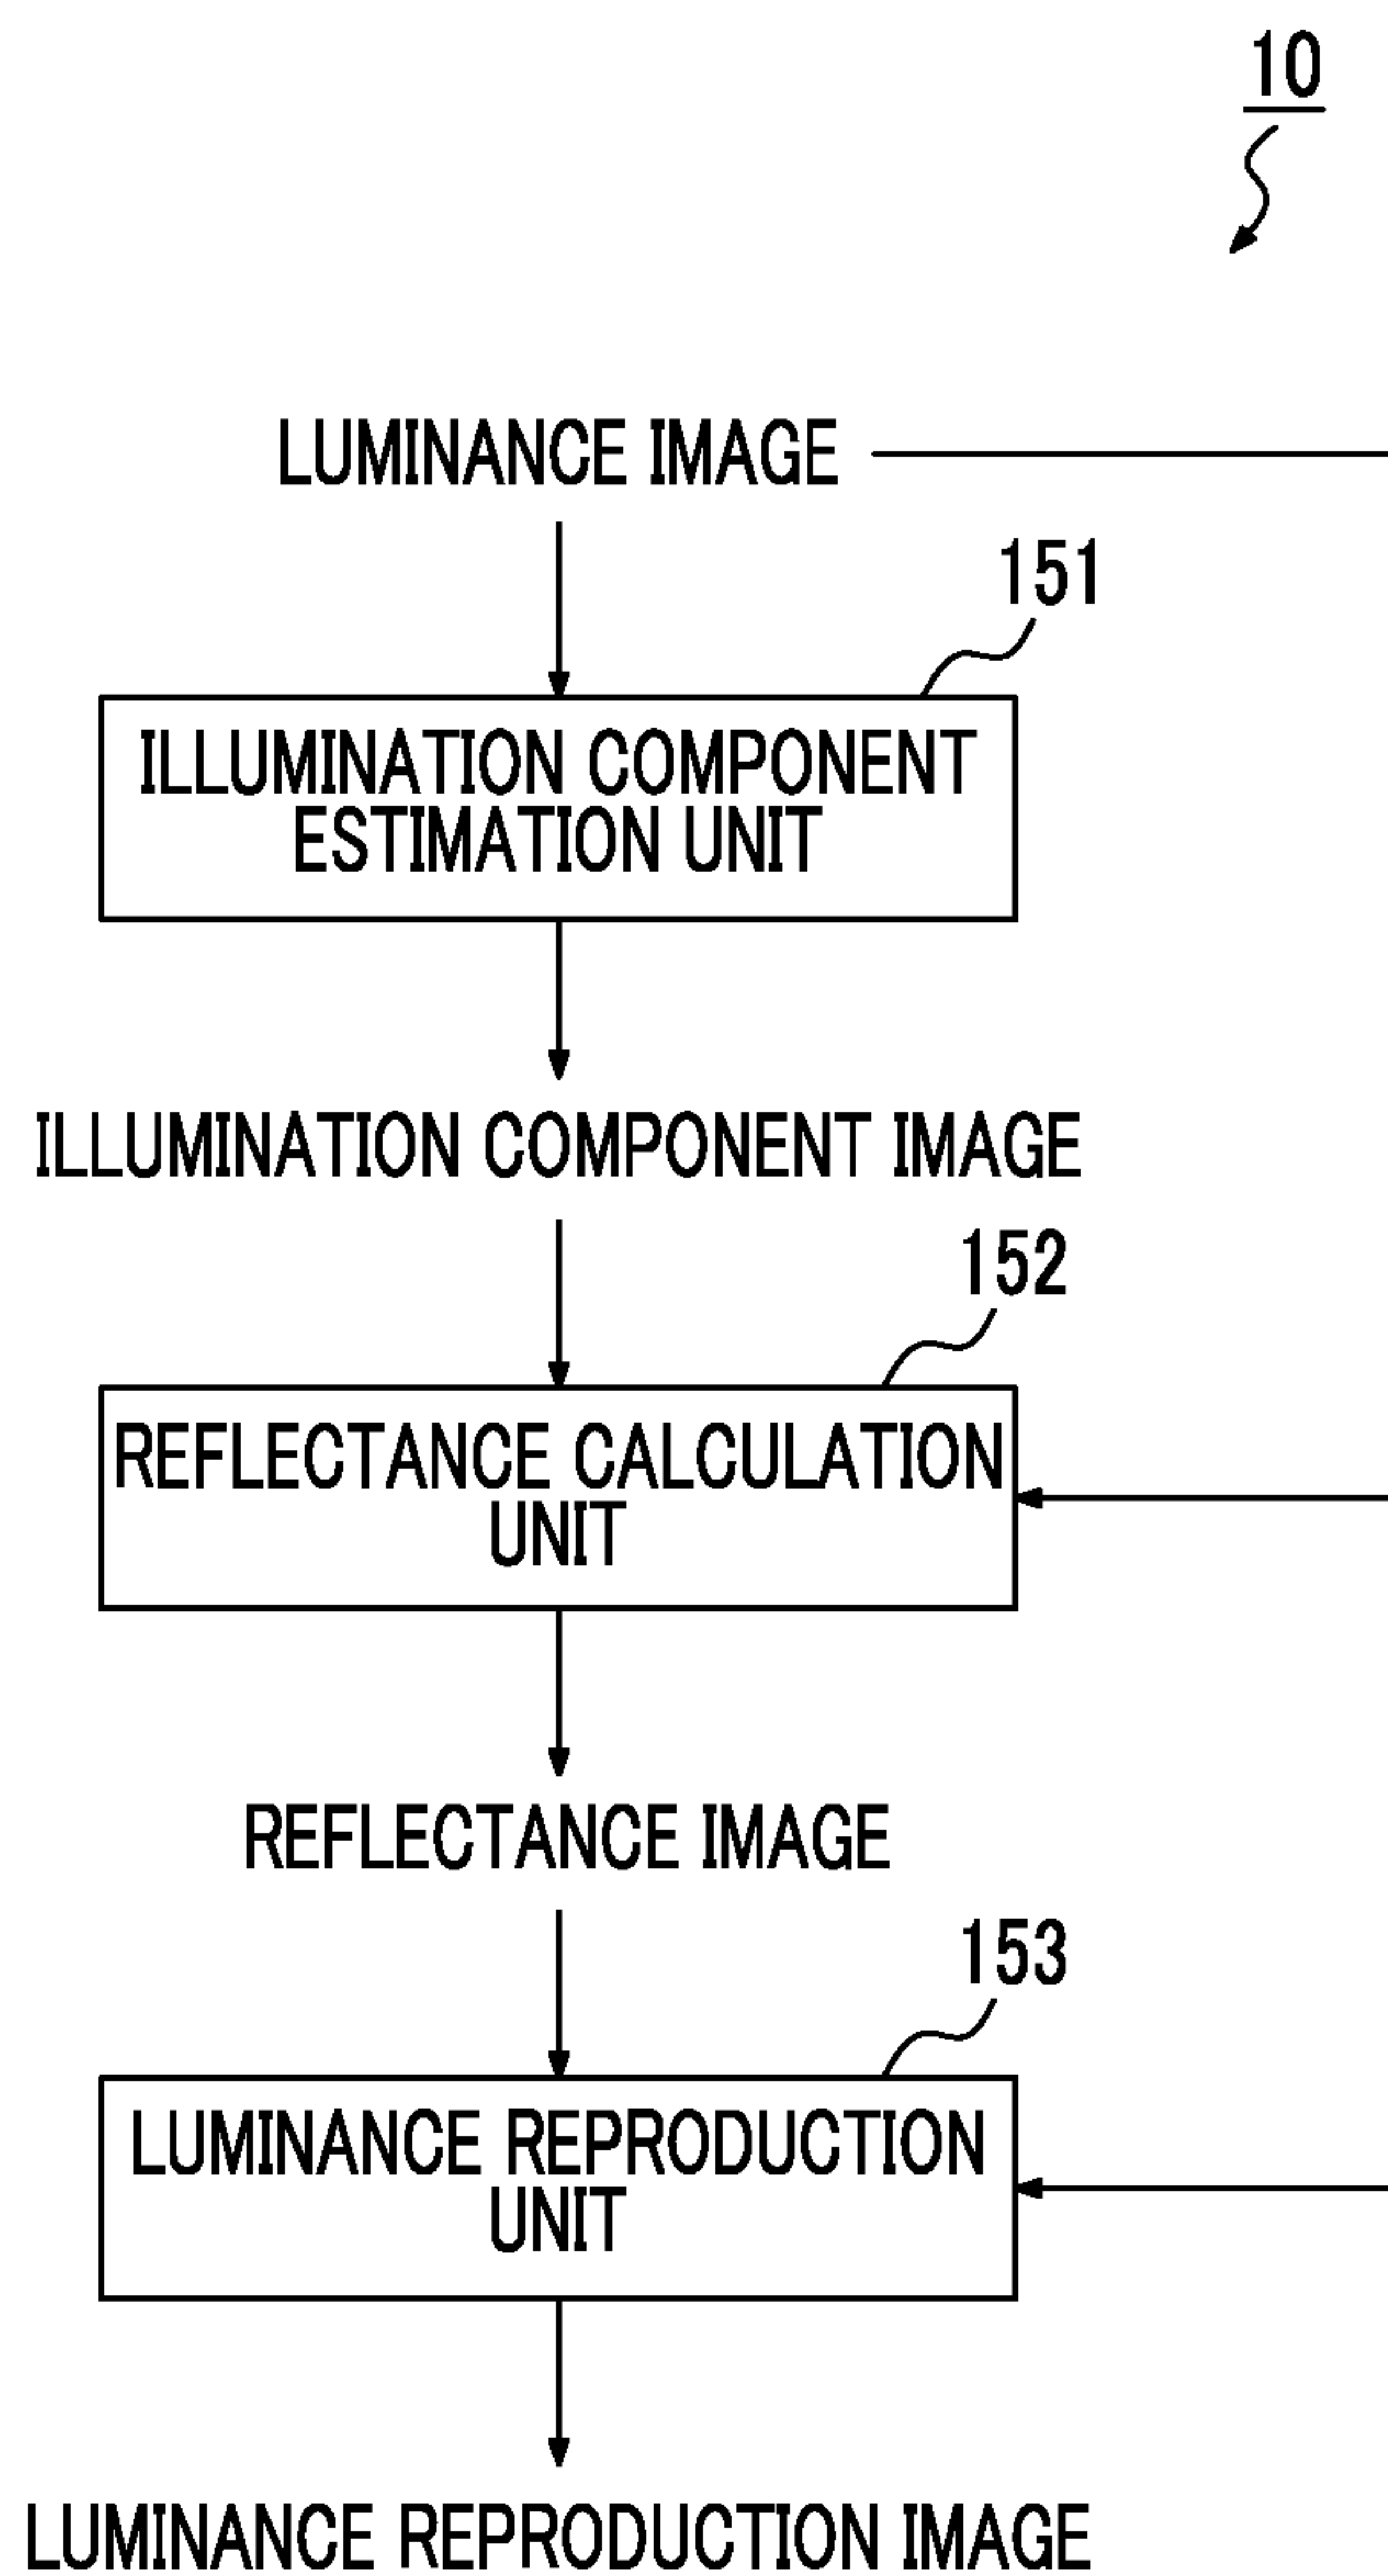 10
LUMINANCE IMAGE
151
ILLUMINATION COMPONENT
ESTIMATION UNIT
ILLUMINATION COMPONENT IMAGE
152
REFLECTANCE CALCULATION
UNIT
REFLECTANCE IMAGE
153
LUMINANCE REPRODUCTION
UNIT
LUMINANCE REPRODUCTION IMAGE